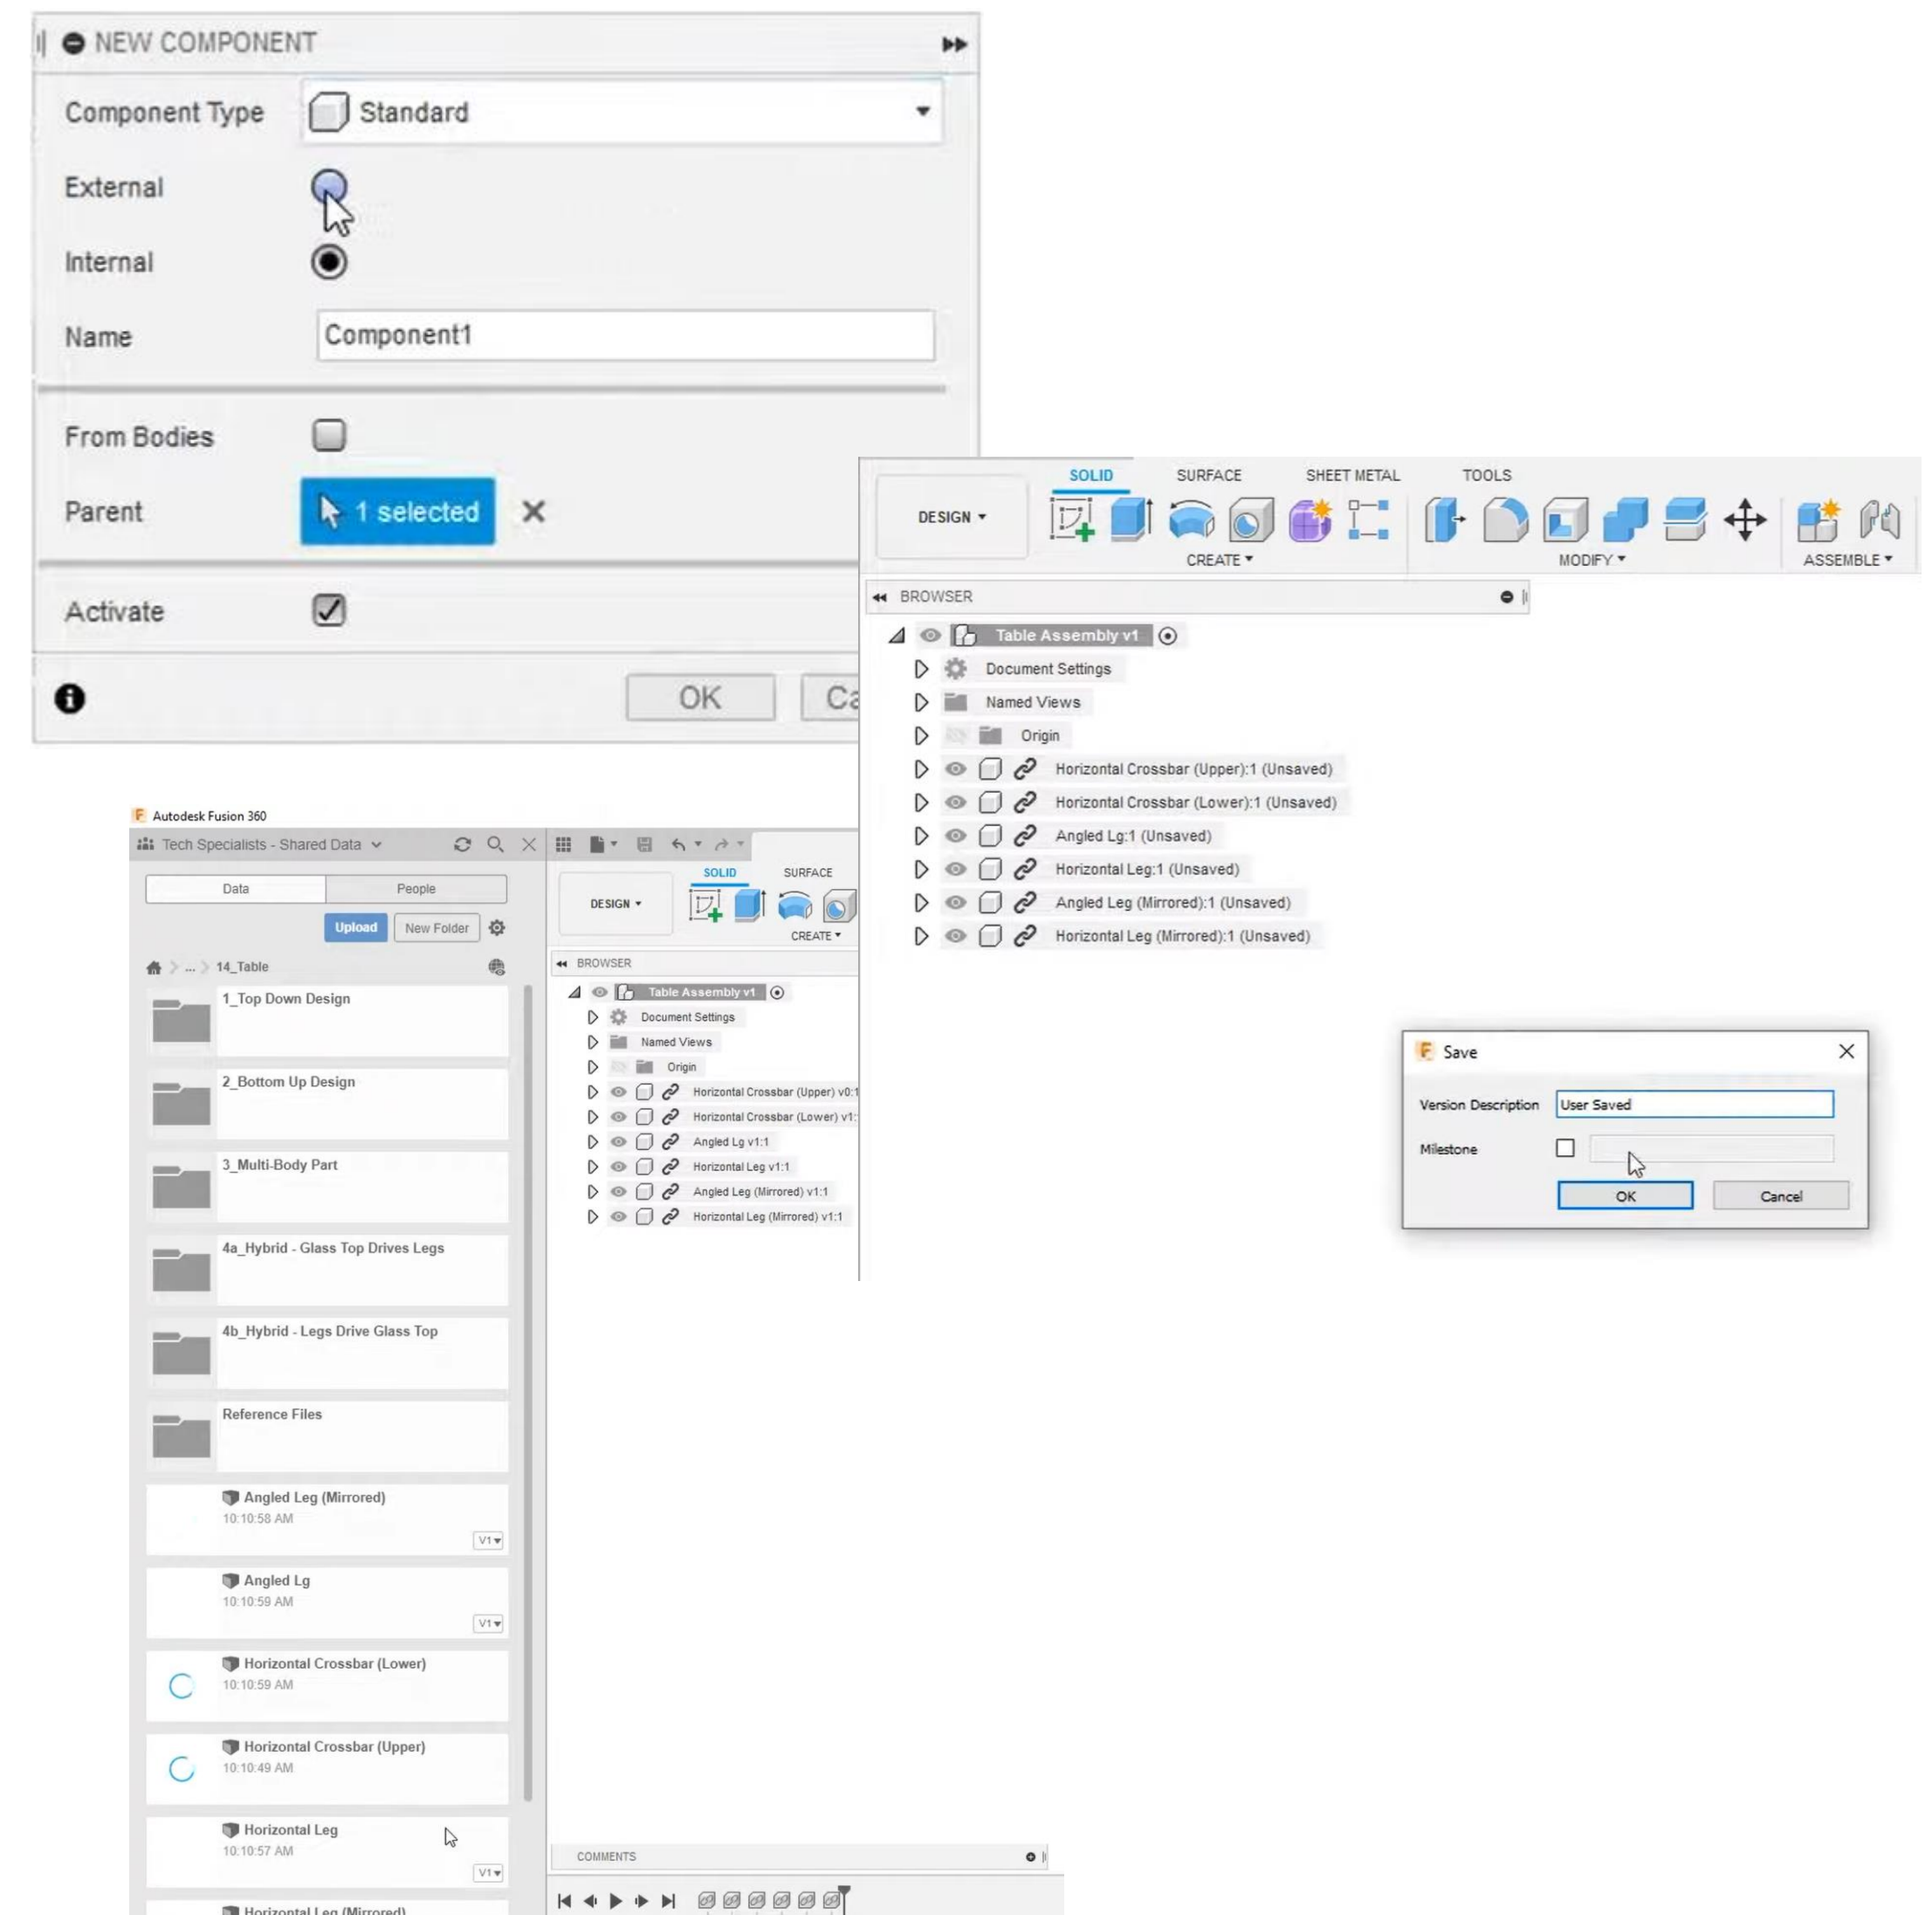 NEW COMPONENT
Component Type Standard
External
Internal
Name Component1
From Bodies
Parent 1 selected
Activate
OK
SOLID SURFACE SHEET METAL TOOLS
DESIGN
CREATE MODIFY ASSEMBLE
BROWSER
Table Assembly v1
Document Settings
Named Views
Origin
Horizontal Crossbar (Upper):1 (Unsaved)
Horizontal Crossbar (Lower):1 (Unsaved)
Angled Lg:1 (Unsaved)
Horizontal Leg:1 (Unsaved)
Angled Leg (Mirrored):1 (Unsaved)
Horizontal Leg (Mirrored):1 (Unsaved)
Save
Version Description User Saved
Milestone
OK Cancel
Autodesk Fusion 360
Tech Specialists - Shared Data
Data People
Upload New Folder
... 14_Table
1_Top Down Design
2_Bottom Up Design
3_Multi-Body Part
4a_Hybrid - Glass Top Drives Legs
4b_Hybrid - Legs Drive Glass Top
Reference Files
Angled Leg (Mirrored)
10:10:58 AM
V1
Angled Lg
10:10:59 AM
V1
Horizontal Crossbar (Lower)
10:10:59 AM
Horizontal Crossbar (Upper)
10:10:49 AM
Horizontal Leg
10:10:57 AM
V1
Horizontal Leg (Mirrored)
SOLID SURFACE
DESIGN
CREATE
BROWSER
Table Assembly v1
Document Settings
Named Views
Origin
Horizontal Crossbar (Upper) v0:1
Horizontal Crossbar (Lower) v1:
Angled Lg v1:1
Horizontal Leg v1:1
Angled Leg (Mirrored) v1:1
Horizontal Leg (Mirrored) v1:1
COMMENTS